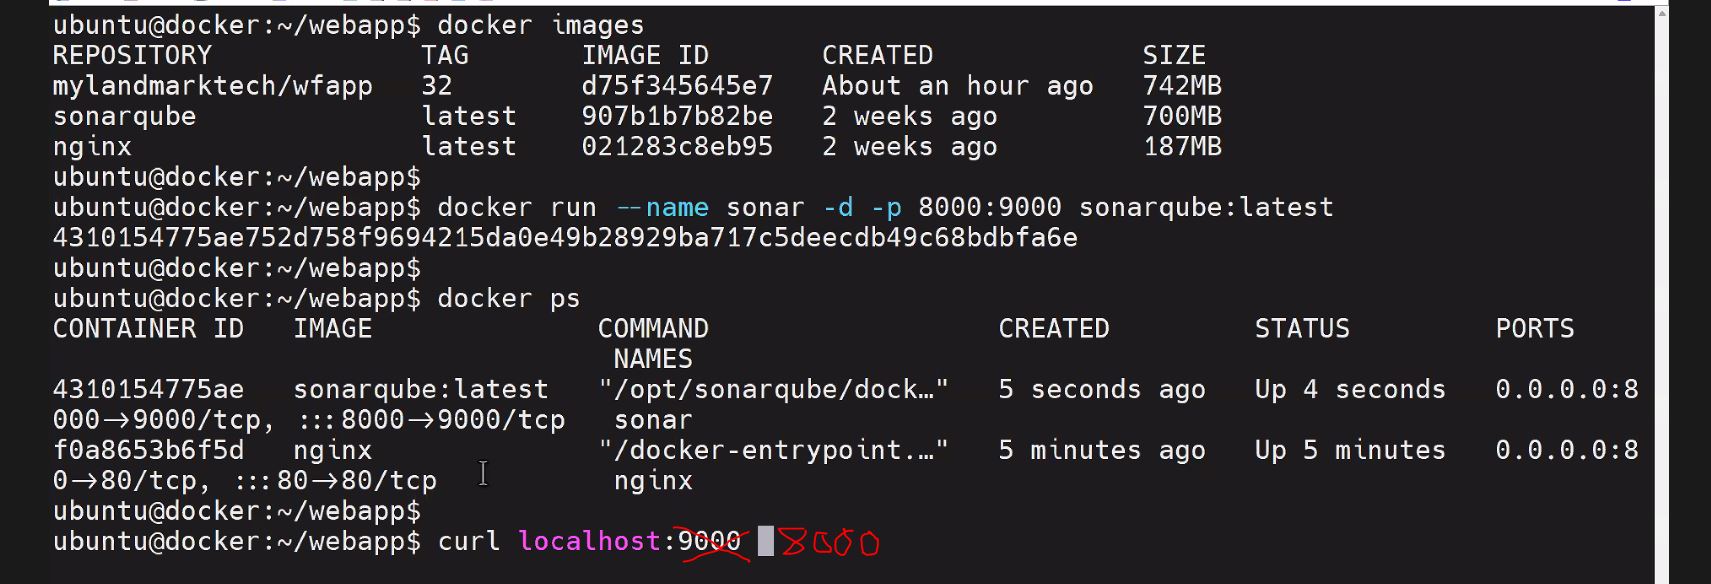 ubuntu@docker:~/webapp$ docker images
REPOSITORY TAG IMAGE ID CREATED SIZE
mylandmarktech/wfapp 32 d75f345645e7 About an hour ago 742MB
sonarqube latest 907b1b7b82be 2 weeks ago 700MB
nginx latest 021283c8eb95 2 weeks ago 187MB
ubuntu@docker:~/webapp$
ubuntu@docker:~/webapp$ docker run --name sonar -d -p 8000:9000 sonarqube:latest
4310154775ae752d758f9694215da0e49b28929ba717c5deecdb49c68bdbfa6e
ubuntu@docker:~/webapp$
ubuntu@docker:~/webapp$ docker ps
CONTAINER ID IMAGE COMMAND CREATED STATUS PORTS
NAMES
4310154775ae sonarqube:latest "/opt/sonarqube/dock…" 5 seconds ago Up 4 seconds 0.0.0.0:8
000->9000/tcp, :::8000->9000/tcp sonar
f0a8653b6f5d nginx "/docker-entrypoint.…" 5 minutes ago Up 5 minutes 0.0.0.0:8
0->80/tcp, :::80->80/tcp nginx
ubuntu@docker:~/webapp$
ubuntu@docker:~/webapp$ curl localhost:9000 8000